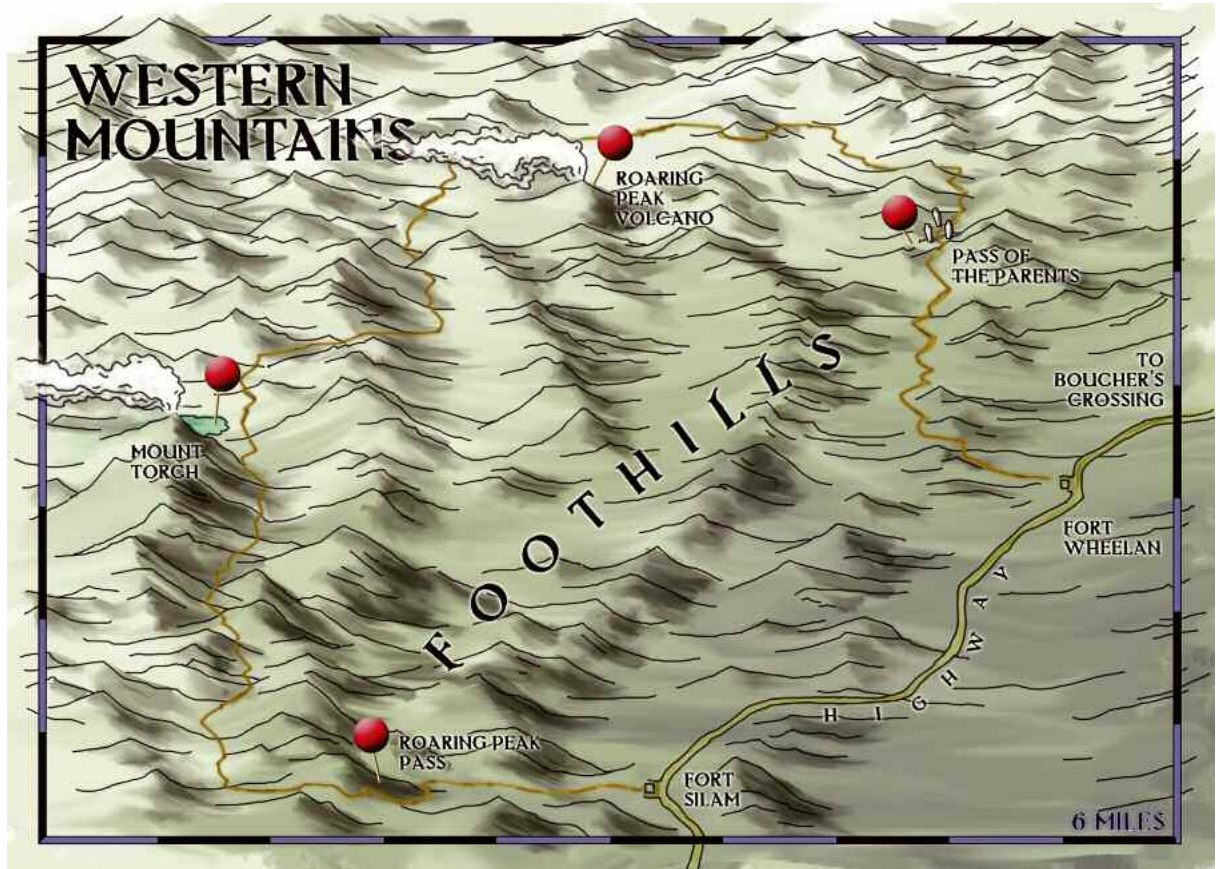 WESTERN
MOUNTAINS
ROARING
PEAK
VOLCANO
PASS OF
THE PARENTS
TO
BOUCHER'S
CROSSING
MOUNT
TORCH
FOOTHILLS
FORT
WHEELAN
HIGHWAY
ROARING PEAK
PASS
FORT
SILAM
6 MILES